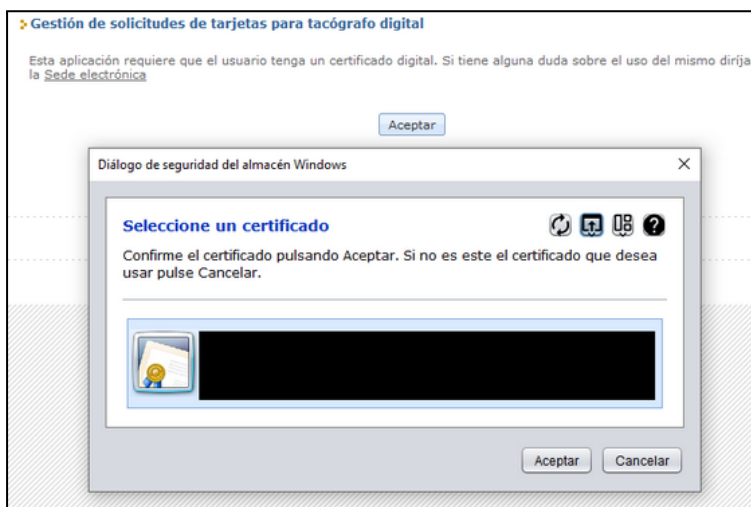 Gestión de solicitudes de tarjetas para tacógrafo digital
Esta aplicación requiere que el usuario tenga un certificado digital. Si tiene alguna duda sobre el uso del mismo diríja
la Sede electrónica
Aceptar
Diálogo de seguridad del almacén Windows
Seleccione un certificado
Confirme el certificado pulsando Aceptar. Si no es este el certificado que desea
usar pulse Cancelar.
Aceptar Cancelar